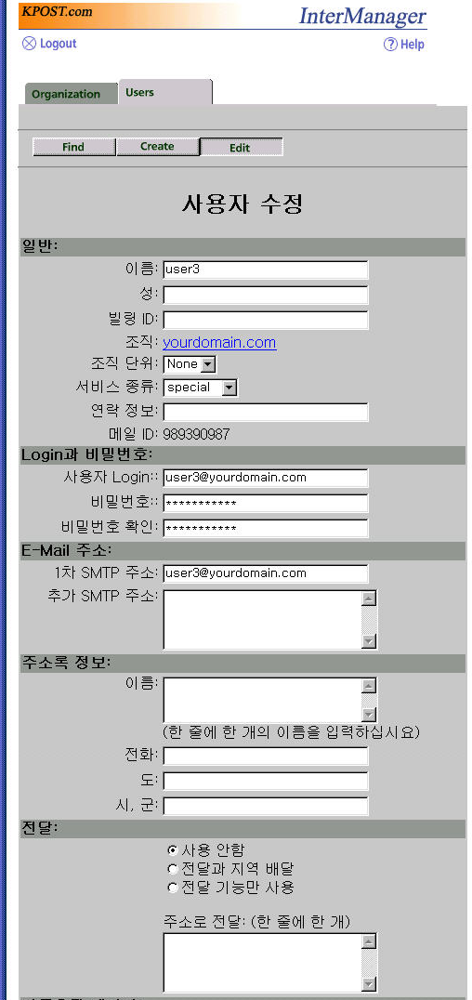 KPOST.com
InterManager
Logout
Help
Organization Users
Find Create Edit
사용자 수정
일반:
이름: user3
성:
빌링 ID:
조직: yourdomain.com
조직 단위: None
서비스 종류: special
연락 정보:
메일 ID: 989390987
Login과 비밀번호:
사용자 Login:: user3@yourdomain.com
비밀번호:: ***********
비밀번호 확인: ***********
E-Mail 주소:
1차 SMTP 주소: user3@yourdomain.com
추가 SMTP 주소:
주소록 정보:
이름:
(한 줄에 한 개의 이름을 입력하십시요)
전화:
도:
시, 군:
전달:
사용 안함
전달과 지역 배달
전달 기능만 사용
주소로 전달: (한 줄에 한 개)